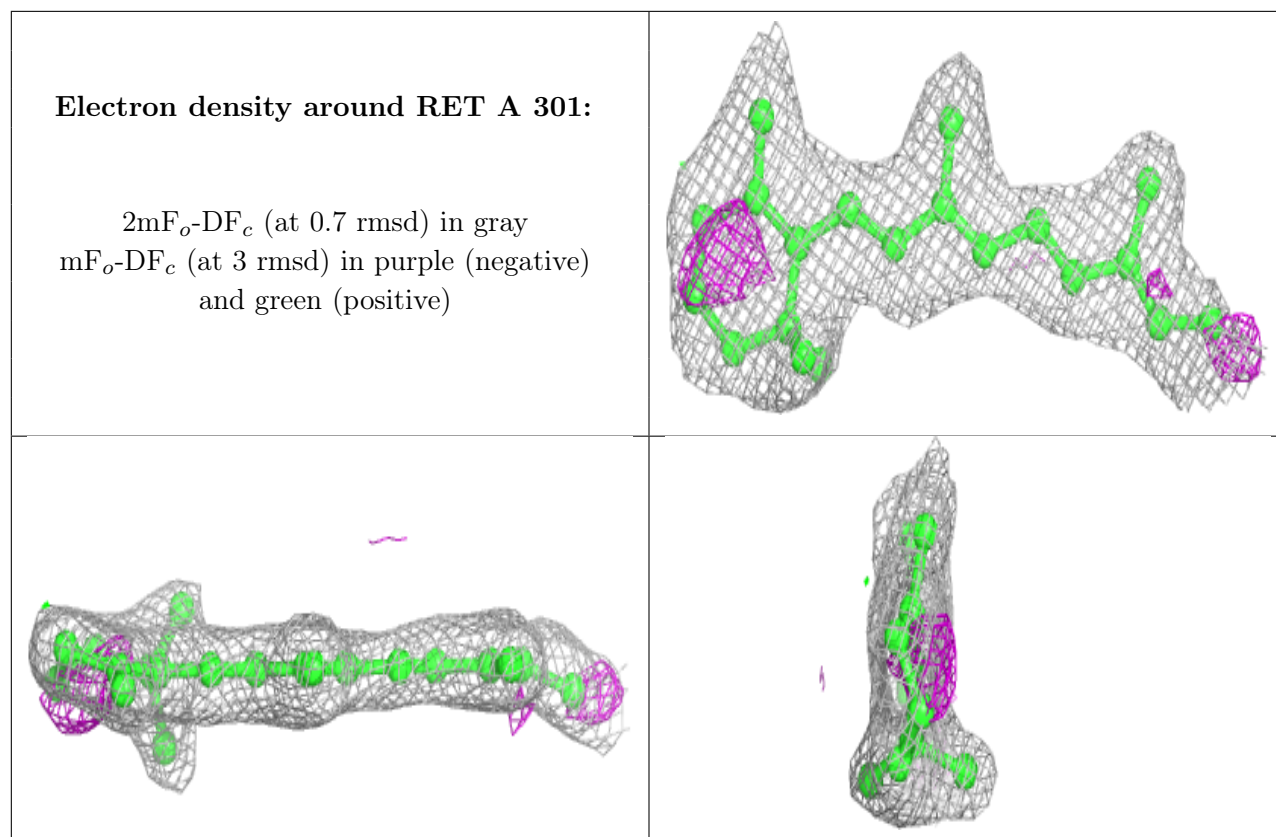 Electron density around RET A 301:
2mFo-DFc (at 0.7 rmsd) in gray
mFo-DFc (at 3 rmsd) in purple (negative)
and green (positive)